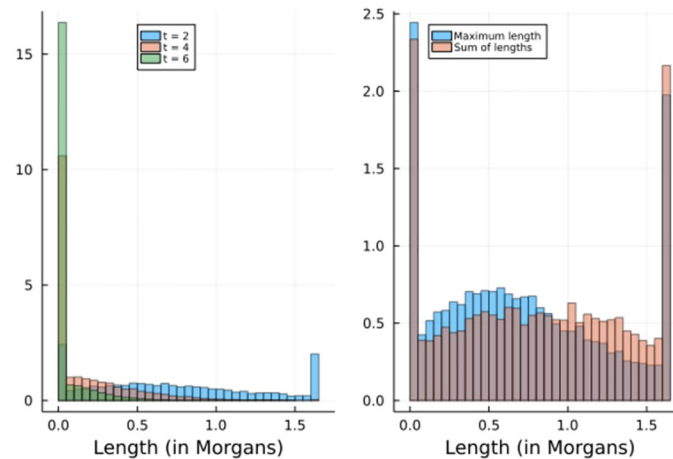 t = 2
t = 4
t = 6
15
10
5
0
0.0 0.5 1.0 1.5
Length (in Morgans)
Maximum length
Sum of lengths
2.5
2.0
1.5
1.0
0.5
0.0
0.0 0.5 1.0 1.5
Length (in Morgans)